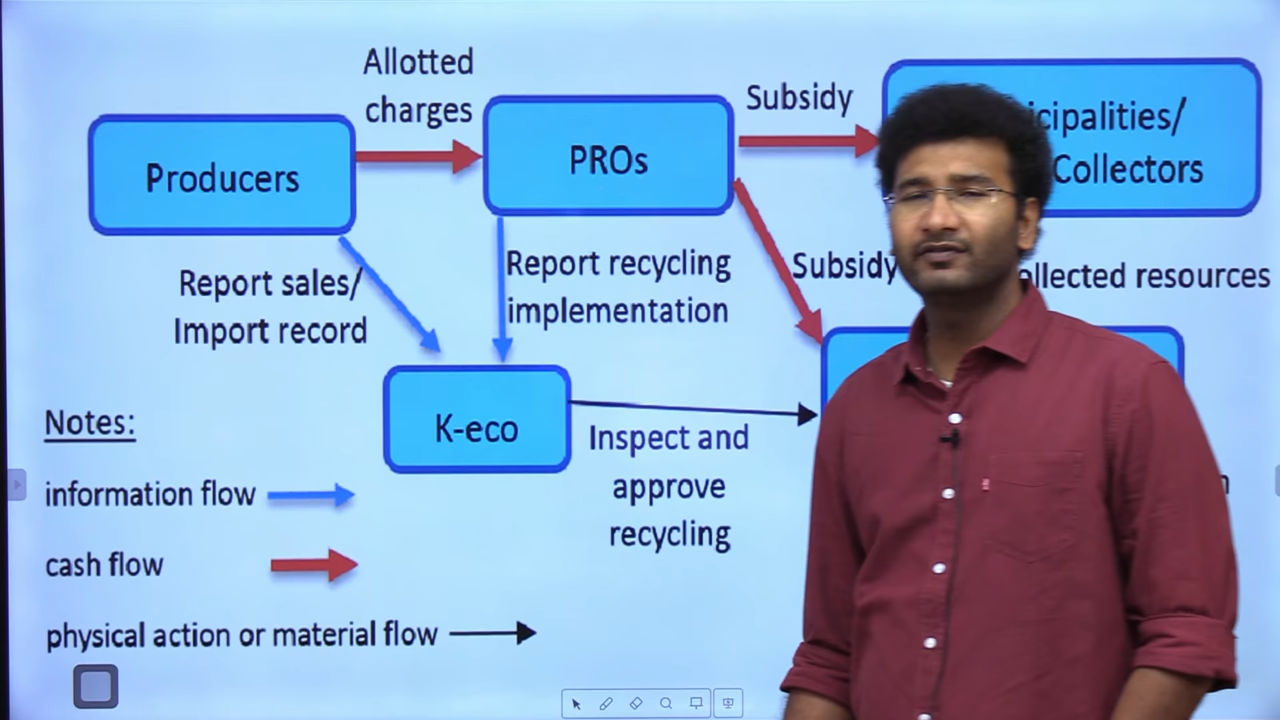 Allotted
charges
Subsidy
Producers
PROs
icipalities/
Collectors
Report sales/
Import record
Report recycling
implementation
Subsidy
ollected resources
K-eco
Inspect and
approve
recycling
Notes:
information flow
cash flow
physical action or material flow